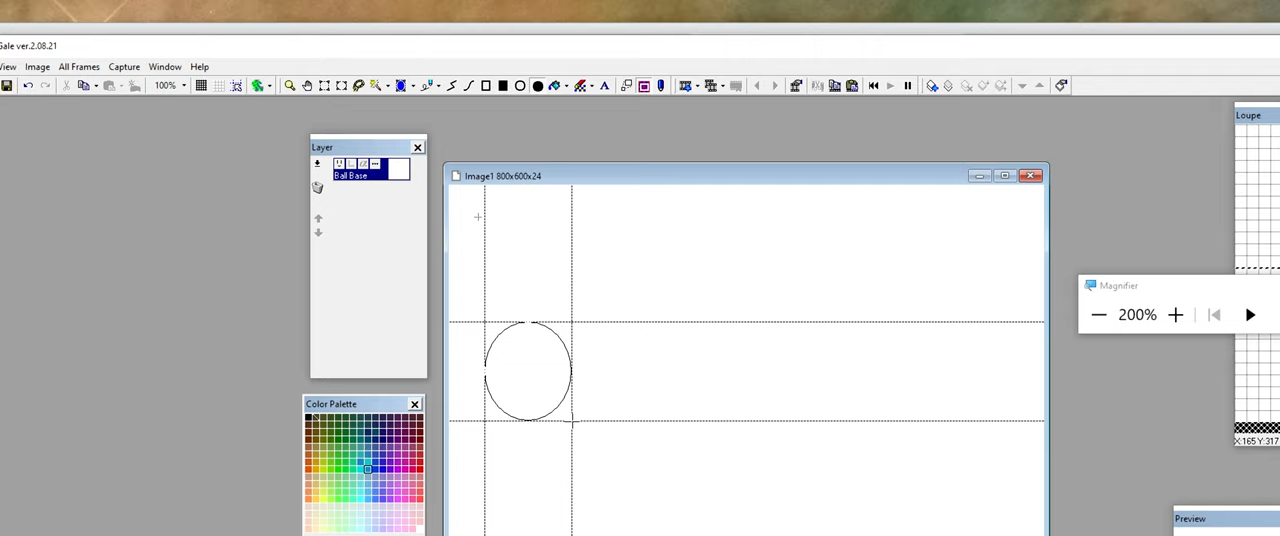 Gale ver.2.08.21
View Image All Frames Capture Window Help
100%
A
Layer
Ball Base
Image1 800x600x24
Loupe
Magnifier
200%
Color Palette
X:165 Y:317
Preview